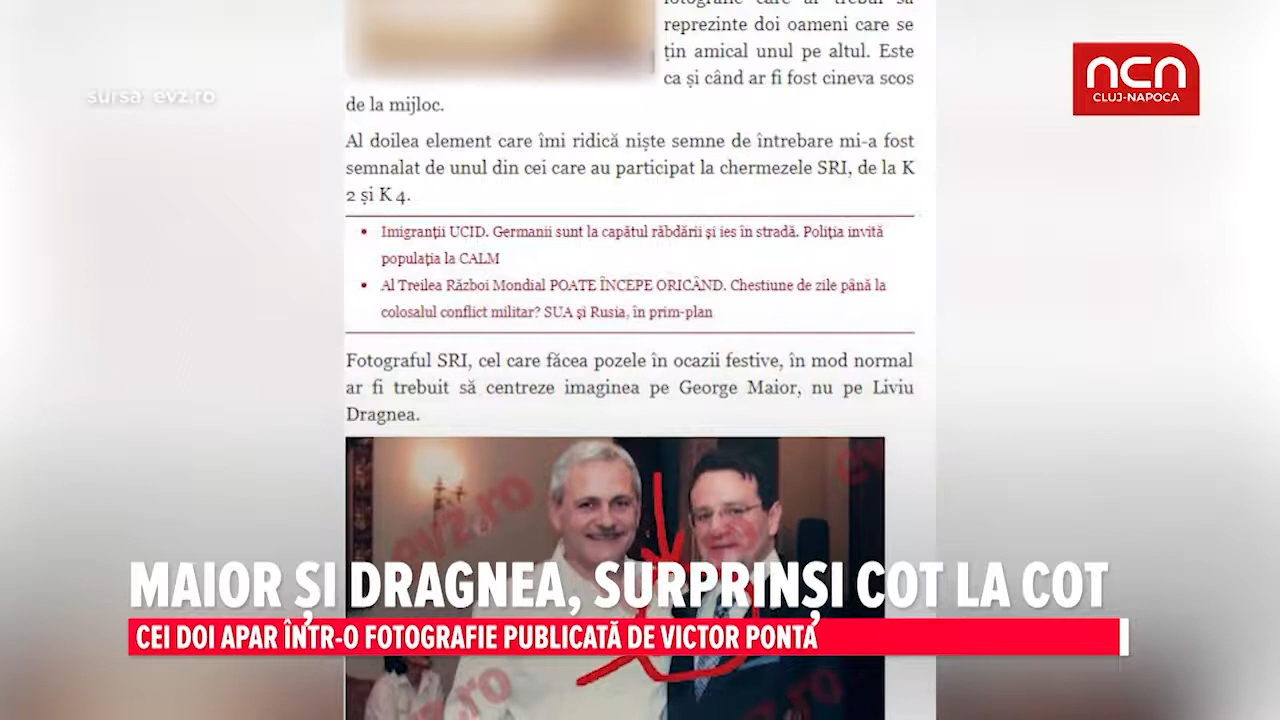 fotografie care ar trebui să
reprezinte doi oameni care se
țin amical unul pe altul. Este
ca și când ar fi fost cineva scos
de la mijloc.
sursa: evz.ro
ncn
CLUJ-NAPOCA
Al doilea element care îmi ridică niște semne de întrebare mi-a fost
semnalat de unul din cei care au participat la chermezele SRI, de la K
2 și K 4.
• Imigranții UCID. Germanii sunt la capătul răbdării și ies în stradă. Poliția invită
populația la CALM
• Al Treilea Război Mondial POATE ÎNCEPE ORICÂND. Chestiune de zile până la
colosalul conflict militar? SUA și Rusia, în prim-plan
Fotograful SRI, cel care făcea pozele în ocazii festive, în mod normal
ar fi trebuit să centreze imaginea pe George Maior, nu pe Liviu
Dragnea.
evz.ro
MAIOR ȘI DRAGNEA, SURPRINȘI COT LA COT
CEI DOI APAR ÎNTR-O FOTOGRAFIE PUBLICATĂ DE VICTOR PONTA
evz.ro